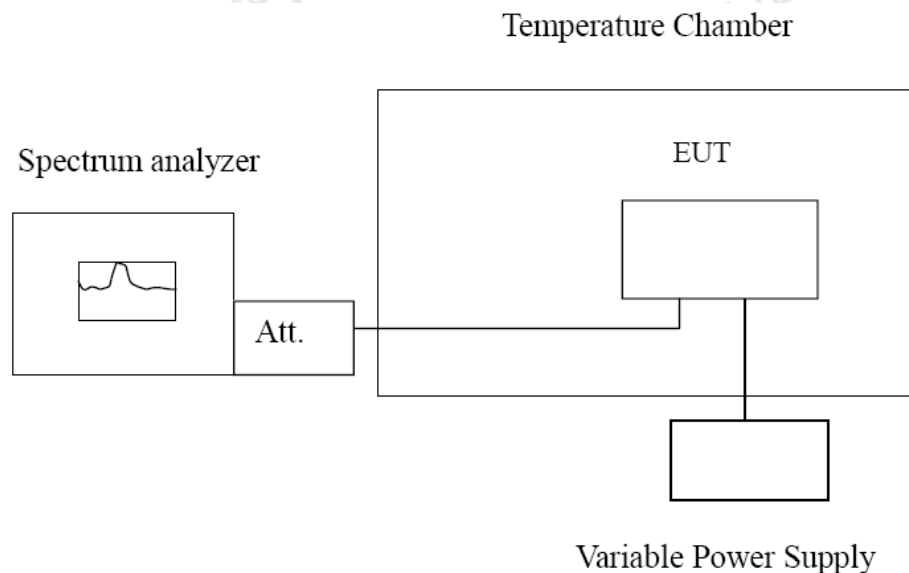 Temperature Chamber
Spectrum analyzer
EUT
Att.
Variable Power Supply